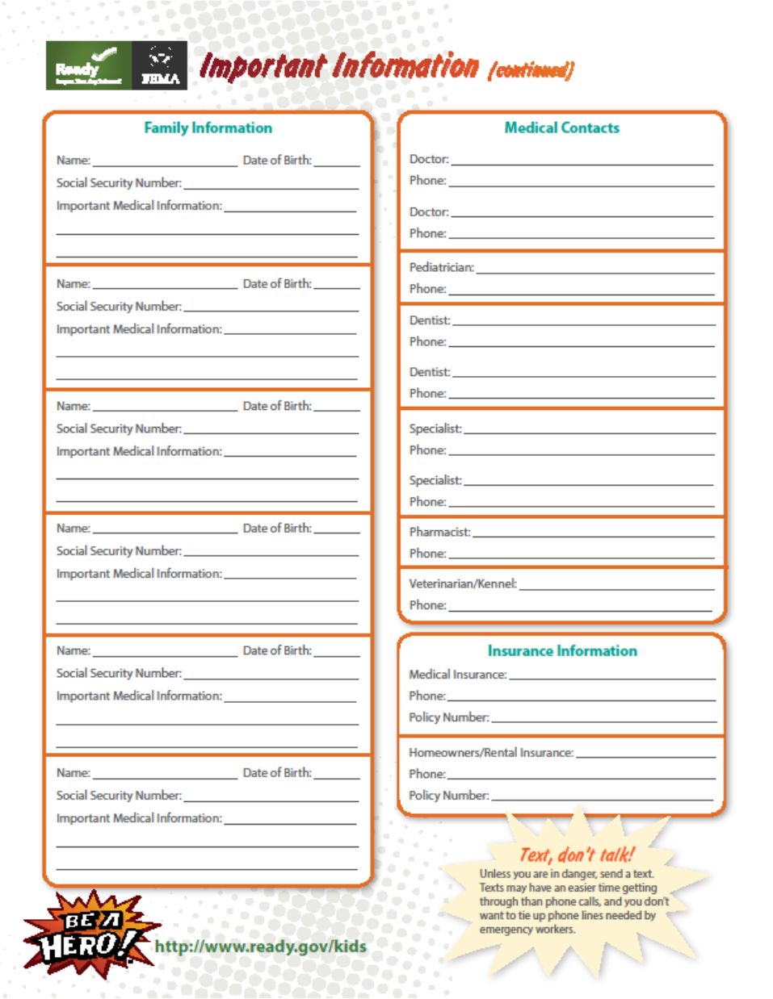 Ready
FEMA
Important Information (continued)
Family Information
Name: Date of Birth:
Social Security Number:
Important Medical Information:
Name: Date of Birth:
Social Security Number:
Important Medical Information:
Name: Date of Birth:
Social Security Number:
Important Medical Information:
Name: Date of Birth:
Social Security Number:
Important Medical Information:
Name: Date of Birth:
Social Security Number:
Important Medical Information:
Name: Date of Birth:
Social Security Number:
Important Medical Information:
Medical Contacts
Doctor:
Phone:
Doctor:
Phone:
Pediatrician:
Phone:
Dentist:
Phone:
Dentist:
Phone:
Specialist:
Phone:
Specialist:
Phone:
Pharmacist:
Phone:
Veterinarian/Kennel:
Phone:
Insurance Information
Medical Insurance:
Phone:
Policy Number:
Homeowners/Rental Insurance:
Phone:
Policy Number:
Text, don't talk!
Unless you are in danger, send a text.
Texts may have an easier time getting
through than phone calls, and you don't
want to tie up phone lines needed by
emergency workers.
BE A
HERO!
http://www.ready.gov/kids